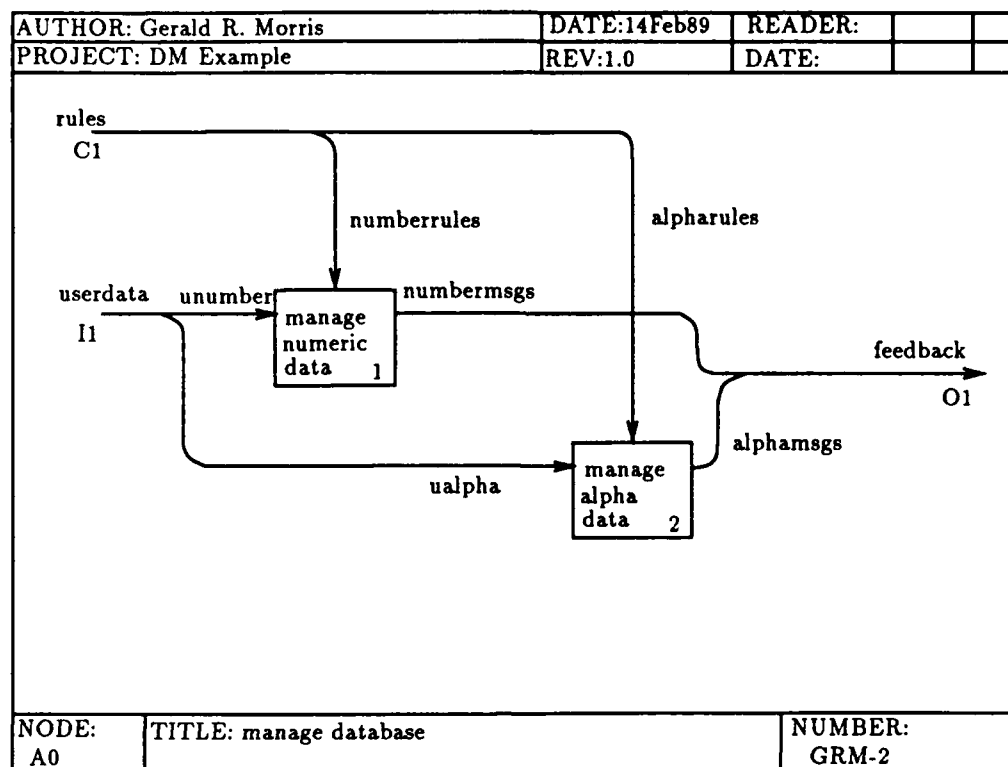 AUTHOR: Gerald R. Morris
DATE:14Feb89
READER:
PROJECT: DM Example
REV:1.0
DATE:
rules
C1
numberrules
alpharules
userdata
I1
unumber
numbermsgs
manage
numeric
data 1
feedback
O1
alphamsgs
ualpha
manage
alpha
data 2
NODE:
A0
TITLE: manage database
NUMBER:
GRM-2